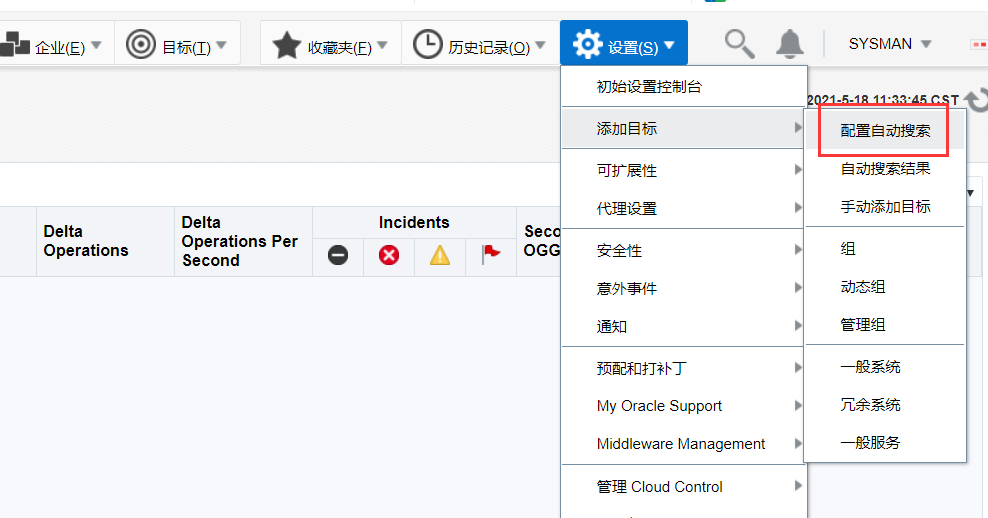 企业(E) 目标(T) 收藏夹(F) 历史记录(O) 设置(S) SYSMAN
2021-5-18 11:33:45 CST
初始设置控制台
添加目标
可扩展性
代理设置
安全性
意外事件
通知
预配和打补丁
My Oracle Support
Middleware Management
管理 Cloud Control
配置自动搜索
自动搜索结果
手动添加目标
组
动态组
管理组
一般系统
冗余系统
一般服务
Delta
Operations
Delta
Operations Per
Second
Incidents
OGG